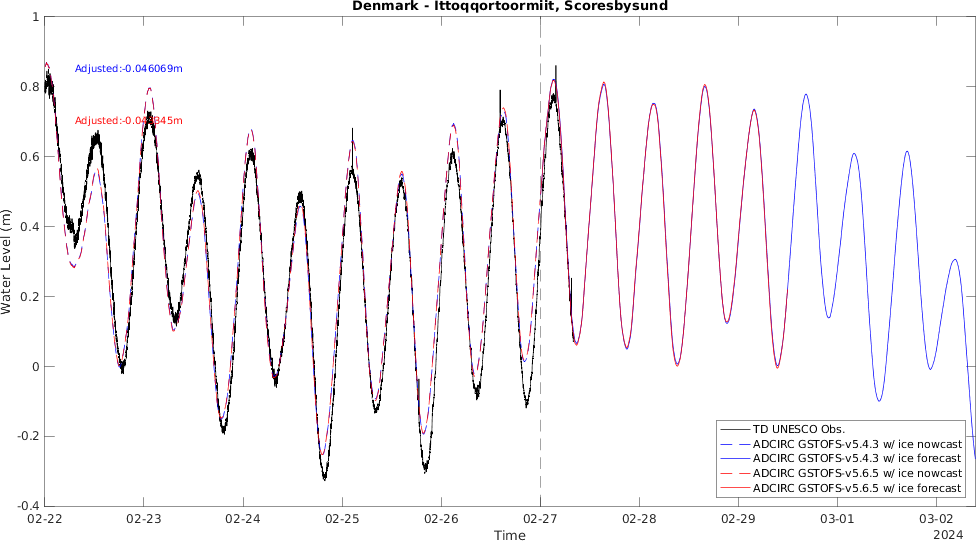 Denmark - Ittoqqortoormiit, Scoresbysund
1
0.8
0.6
0.4
0.2
0
-0.2
-0.4
Water Level (m)
Adjusted:-0.046069m
TD UNESCO Obs.
ADCIRC GSTOFS-v5.4.3 w/ ice nowcast
ADCIRC GSTOFS-v5.4.3 w/ ice forecast
ADCIRC GSTOFS-v5.6.5 w/ ice nowcast
ADCIRC GSTOFS-v5.6.5 w/ ice forecast
02-22 02-23 02-24 02-25 02-26 02-27 02-28 02-29 03-01 03-02
Time
2024